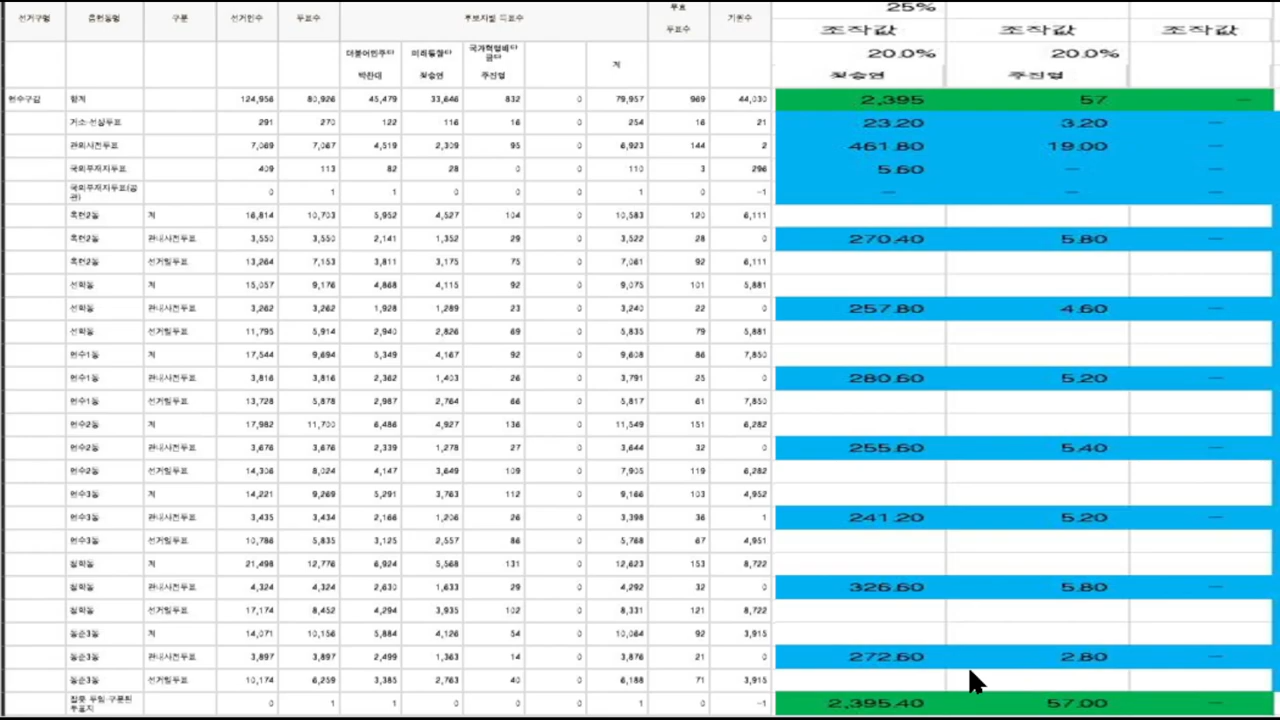 25%
선거구명 읍면동명 구분 선거인수 투표수 후보자별 득표수 무효 투표수 기권수 조작값 조작값 조작값
더불어민주당 미래통합당 국가혁명배당금당 계 20.0% 20.0%
박찬대 정승연 주진영 정승연 주진영
연수구갑 합계 124,956 80,926 45,479 33,646 832 0 79,957 969 44,030 2,395 57 –
거소·선상투표 291 270 122 116 16 0 254 16 21 23.20 3.20 –
관외사전투표 7,069 7,067 4,519 2,309 95 0 6,923 144 2 461.80 19.00 –
국외부재자투표 409 113 82 28 0 0 110 3 296 5.60 – –
국외부재자투표(공관) 0 1 1 0 0 0 1 0 -1 – – –
옥련2동 계 16,814 10,703 5,952 4,527 104 0 10,583 120 6,111
옥련2동 관내사전투표 3,550 3,550 2,141 1,352 29 0 3,522 28 0 270.40 5.80 –
옥련2동 선거일투표 13,264 7,153 3,811 3,175 75 0 7,061 92 6,111
선학동 계 15,057 9,176 4,868 4,115 92 0 9,075 101 5,881
선학동 관내사전투표 3,262 3,262 1,928 1,289 23 0 3,240 22 0 257.80 4.60 –
선학동 선거일투표 11,795 5,914 2,940 2,826 69 0 5,835 79 5,881
연수1동 계 17,544 9,694 5,349 4,167 92 0 9,608 86 7,850
연수1동 관내사전투표 3,816 3,816 2,362 1,403 26 0 3,791 25 0 280.60 5.20 –
연수1동 선거일투표 13,728 5,878 2,987 2,764 66 0 5,817 61 7,850
연수2동 계 17,982 11,700 6,486 4,927 136 0 11,549 151 6,282
연수2동 관내사전투표 3,676 3,676 2,339 1,278 27 0 3,644 32 0 255.60 5.40 –
연수2동 선거일투표 14,306 8,024 4,147 3,649 109 0 7,905 119 6,282
연수3동 계 14,221 9,269 5,291 3,763 112 0 9,166 103 4,952
연수3동 관내사전투표 3,435 3,434 2,166 1,206 26 0 3,398 36 1 241.20 5.20 –
연수3동 선거일투표 10,786 5,835 3,125 2,557 86 0 5,768 67 4,951
청학동 계 21,498 12,776 6,924 5,568 131 0 12,623 153 8,722
청학동 관내사전투표 4,324 4,324 2,630 1,633 29 0 4,292 32 0 326.60 5.80 –
청학동 선거일투표 17,174 8,452 4,294 3,935 102 0 8,331 121 8,722
동춘3동 계 14,071 10,156 5,884 4,126 54 0 10,064 92 3,915
동춘3동 관내사전투표 3,897 3,897 2,499 1,363 14 0 3,876 21 0 272.60 2.80 –
동춘3동 선거일투표 10,174 6,259 3,385 2,763 40 0 6,188 71 3,915
잘못 투입·구분된 투표지 0 1 1 0 0 0 1 0 -1 2,395.40 57.00